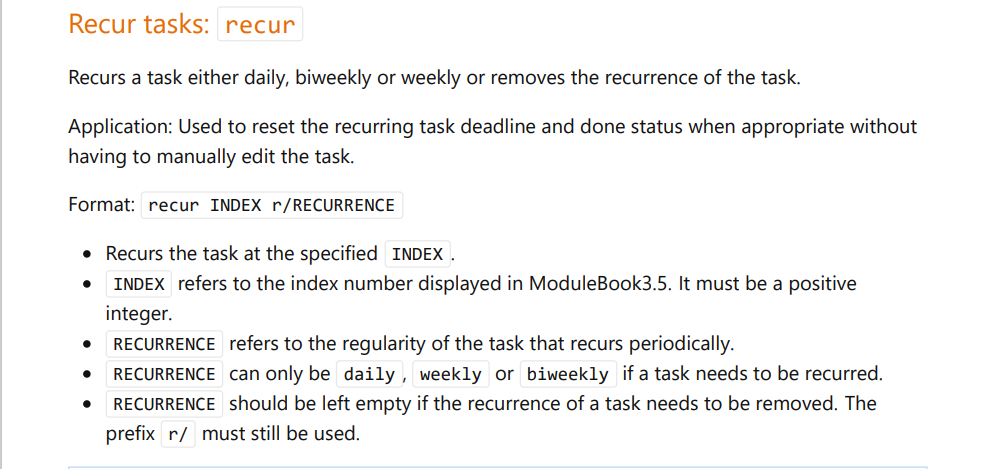 Recur tasks: recur
Recurs a task either daily, biweekly or weekly or removes the recurrence of the task.
Application: Used to reset the recurring task deadline and done status when appropriate without
having to manually edit the task.
Format: recur INDEX r/RECURRENCE
• Recurs the task at the specified INDEX.
• INDEX refers to the index number displayed in ModuleBook3.5. It must be a positive
integer.
• RECURRENCE refers to the regularity of the task that recurs periodically.
• RECURRENCE can only be daily, weekly or biweekly if a task needs to be recurred.
• RECURRENCE should be left empty if the recurrence of a task needs to be removed. The
prefix r/ must still be used.